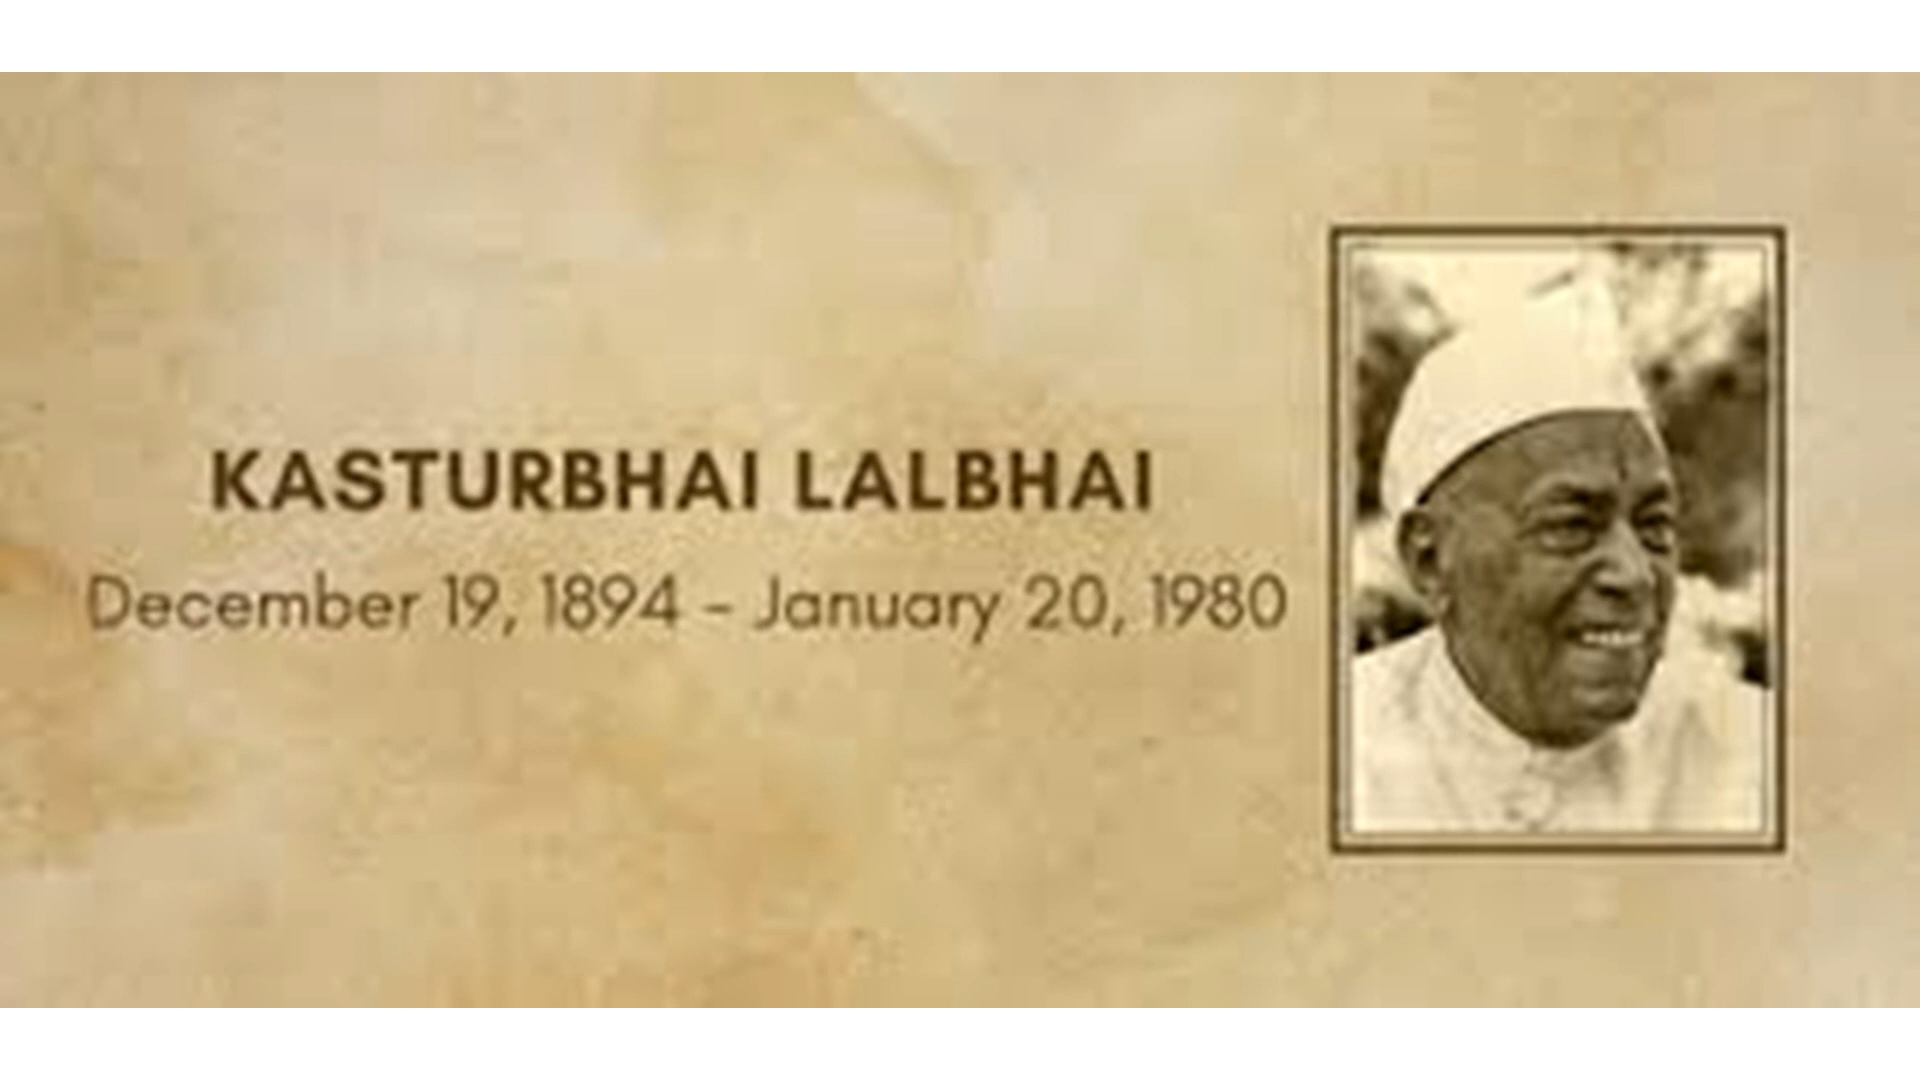 KASTURBHAI LALBHAI
December 19, 1894 – January 20, 1980